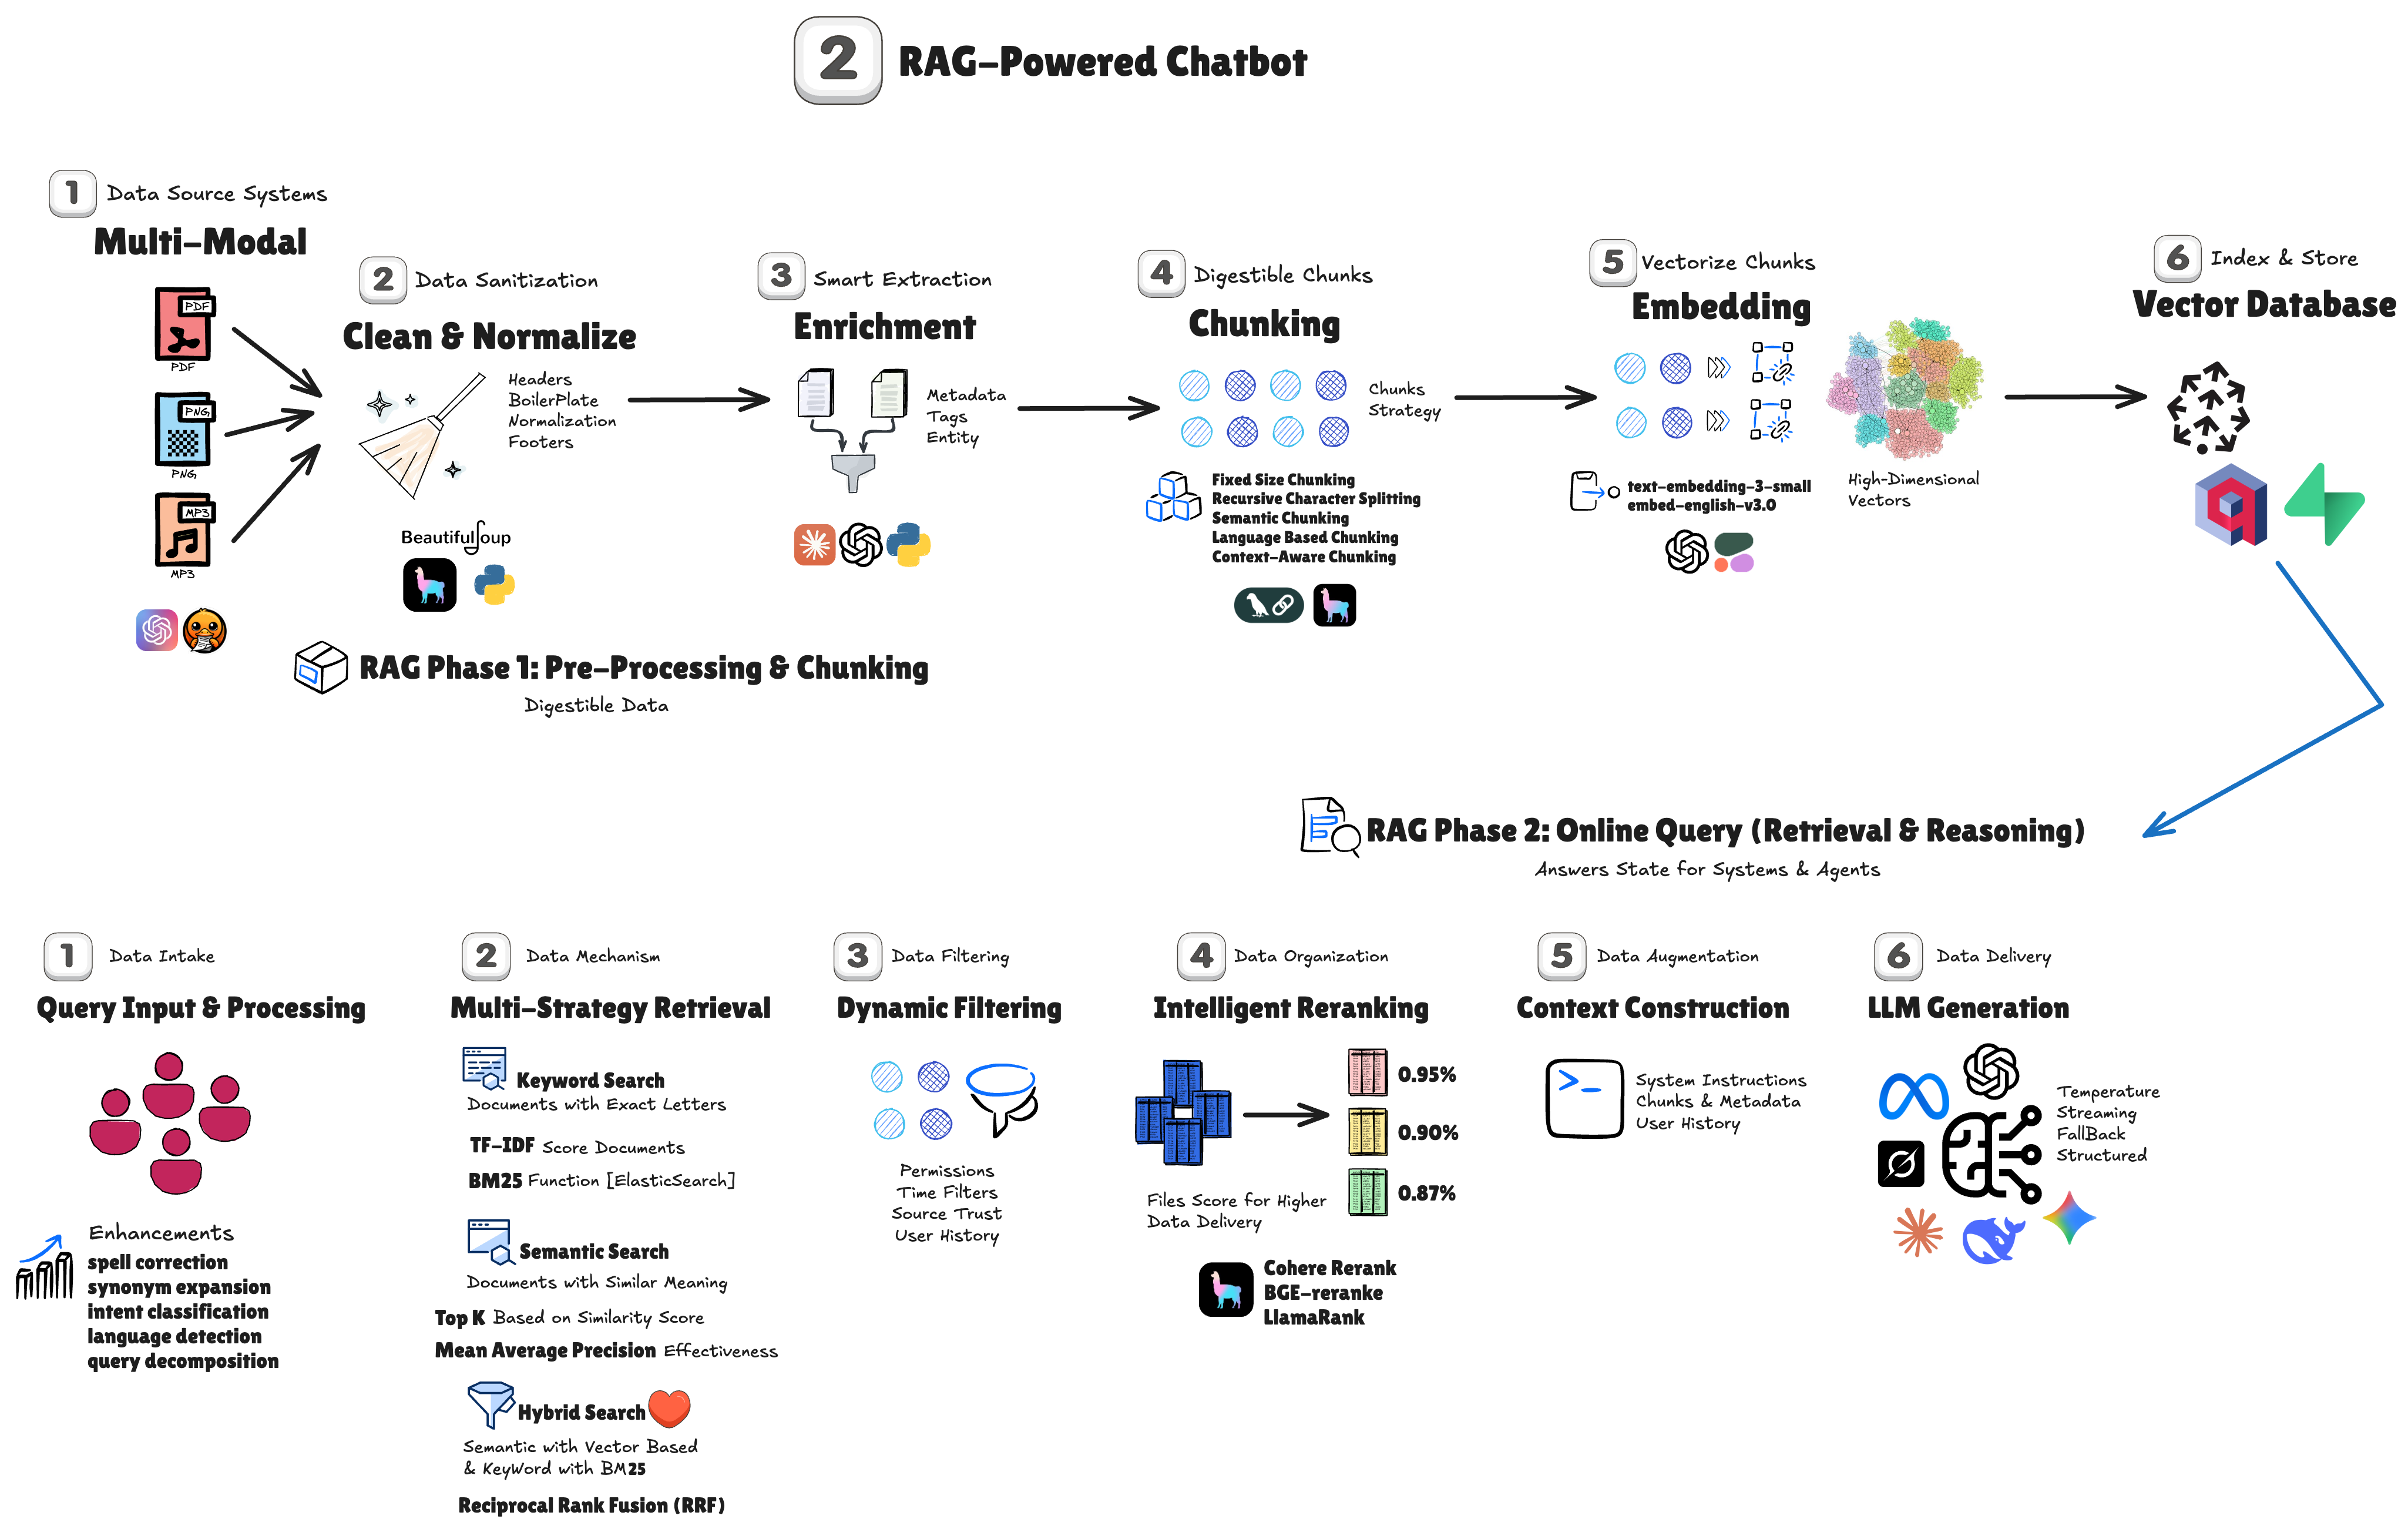 2 RAG-Powered Chatbot
1 Data Source Systems
Multi-Modal
PDF
PDF
PNG
PNG
MP3
MP3
2 Data Sanitization
Clean & Normalize
Headers
BoilerPlate
Normalization
Footers
BeautifulSoup
3 Smart Extraction
Enrichment
Metadata
Tags
Entity
4 Digestible Chunks
Chunking
Chunks
Strategy
Fixed Size Chunking
Recursive Character Splitting
Semantic Chunking
Language Based Chunking
Context-Aware Chunking
5 Vectorize Chunks
Embedding
text-embedding-3-small
embed-english-v3.0
High-Dimensional
Vectors
6 Index & Store
Vector Database
RAG Phase 1: Pre-Processing & Chunking
Digestible Data
RAG Phase 2: Online Query (Retrieval & Reasoning)
Answers State for Systems & Agents
1 Data Intake
Query Input & Processing
Enhancements
spell correction
synonym expansion
intent classification
language detection
query decomposition
2 Data Mechanism
Multi-Strategy Retrieval
Keyword Search
Documents with Exact Letters
TF-IDF Score Documents
BM25 Function [ElasticSearch]
Semantic Search
Documents with Similar Meaning
Top K Based on Similarity Score
Mean Average Precision Effectiveness
Hybrid Search
Semantic with Vector Based
& KeyWord with BM25
Reciprocal Rank Fusion (RRF)
3 Data Filtering
Dynamic Filtering
Permissions
Time Filters
Source Trust
User History
4 Data Organization
Intelligent Reranking
0.95%
0.90%
0.87%
Files Score for Higher
Data Delivery
Cohere Rerank
BGE-reranke
LlamaRank
5 Data Augmentation
Context Construction
System Instructions
Chunks & Metadata
User History
6 Data Delivery
LLM Generation
Temperature
Streaming
FallBack
Structured